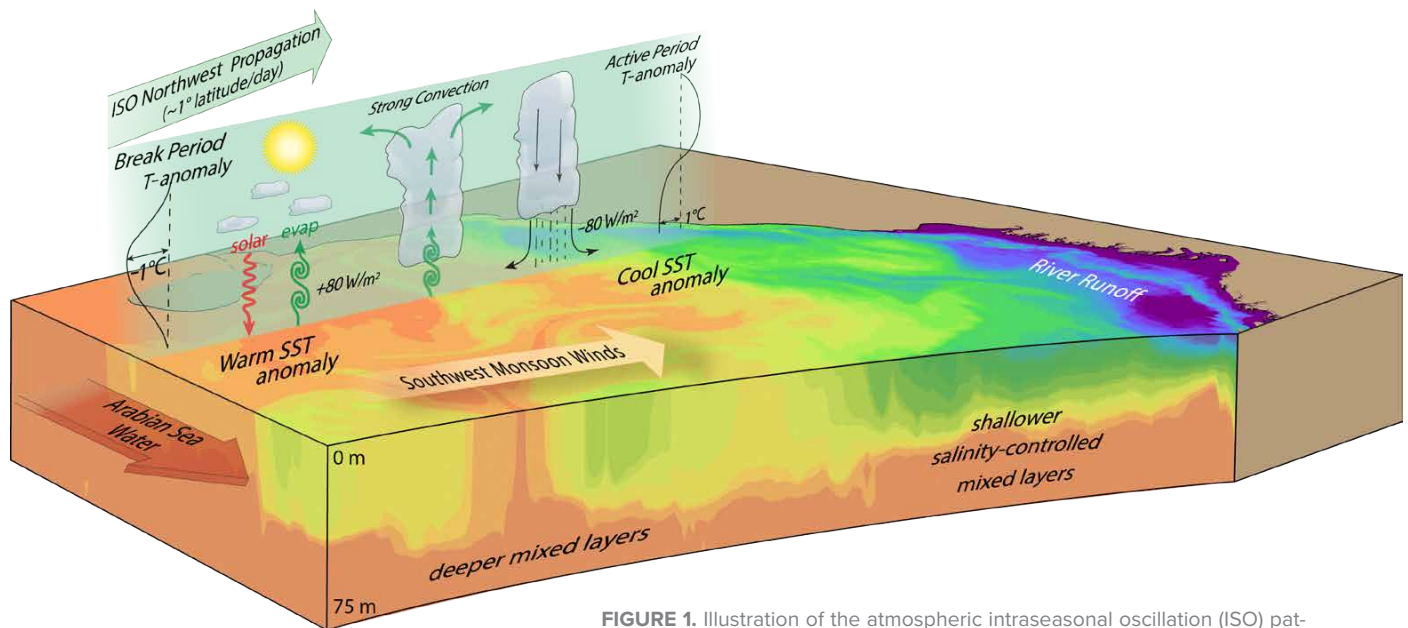 ISO Northwest Propagation
(~1° latitude/day)
Break Period
T-anomaly
~1°C
solar
evap
+80 W/m²
Strong Convection
-80 W/m²
Active Period
T-anomaly
1°C
Warm SST
anomaly
Cool SST
anomaly
River Runoff
Southwest Monsoon Winds
Arabian Sea
Water
0 m
75 m
deeper mixed layers
shallower
salinity-controlled
mixed layers
FIGURE 1. Illustration of the atmospheric intraseasonal oscillation (ISO) pat-